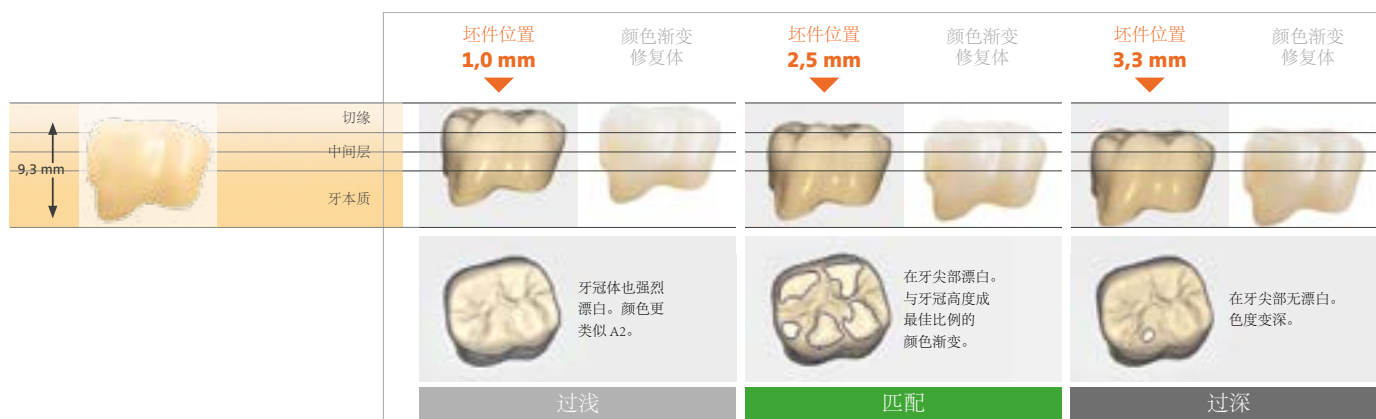 坯件位置
1,0 mm
颜色渐变
修复体
坯件位置
2,5 mm
颜色渐变
修复体
坯件位置
3,3 mm
颜色渐变
修复体
切缘
中间层
9,3 mm
牙本质
牙冠体也强烈
漂白。颜色更
类似 A2。
在牙尖部漂白。
与牙冠高度成
最佳比例的
颜色渐变。
在牙尖部无漂白。
色度变深。
过浅
匹配
过深